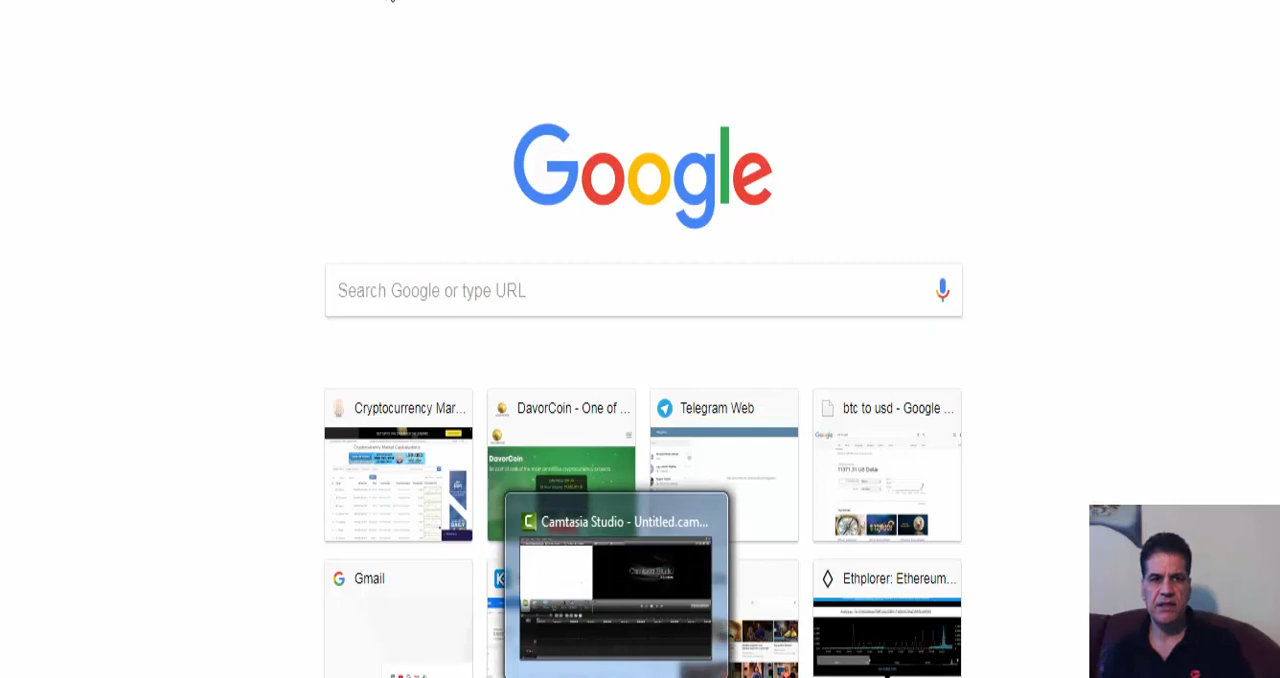 Google
Search Google or type URL
Cryptocurrency Mar...
DavorCoin - One of ...
Telegram Web
btc to usd - Google ...
DavorCoin
Camtasia Studio - Untitled.cam...
Gmail
Ethplorer: Ethereum...